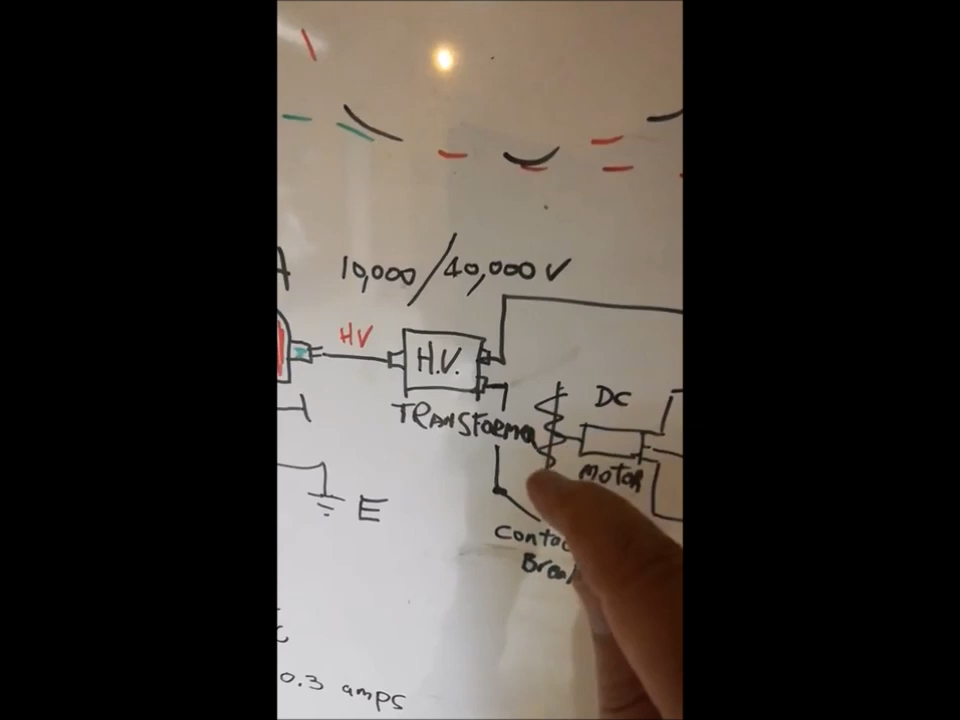 A
10,000/40,000 V
HV
H.V.
TRANSFORMER
DC
MOTOR
E
0.3 amps